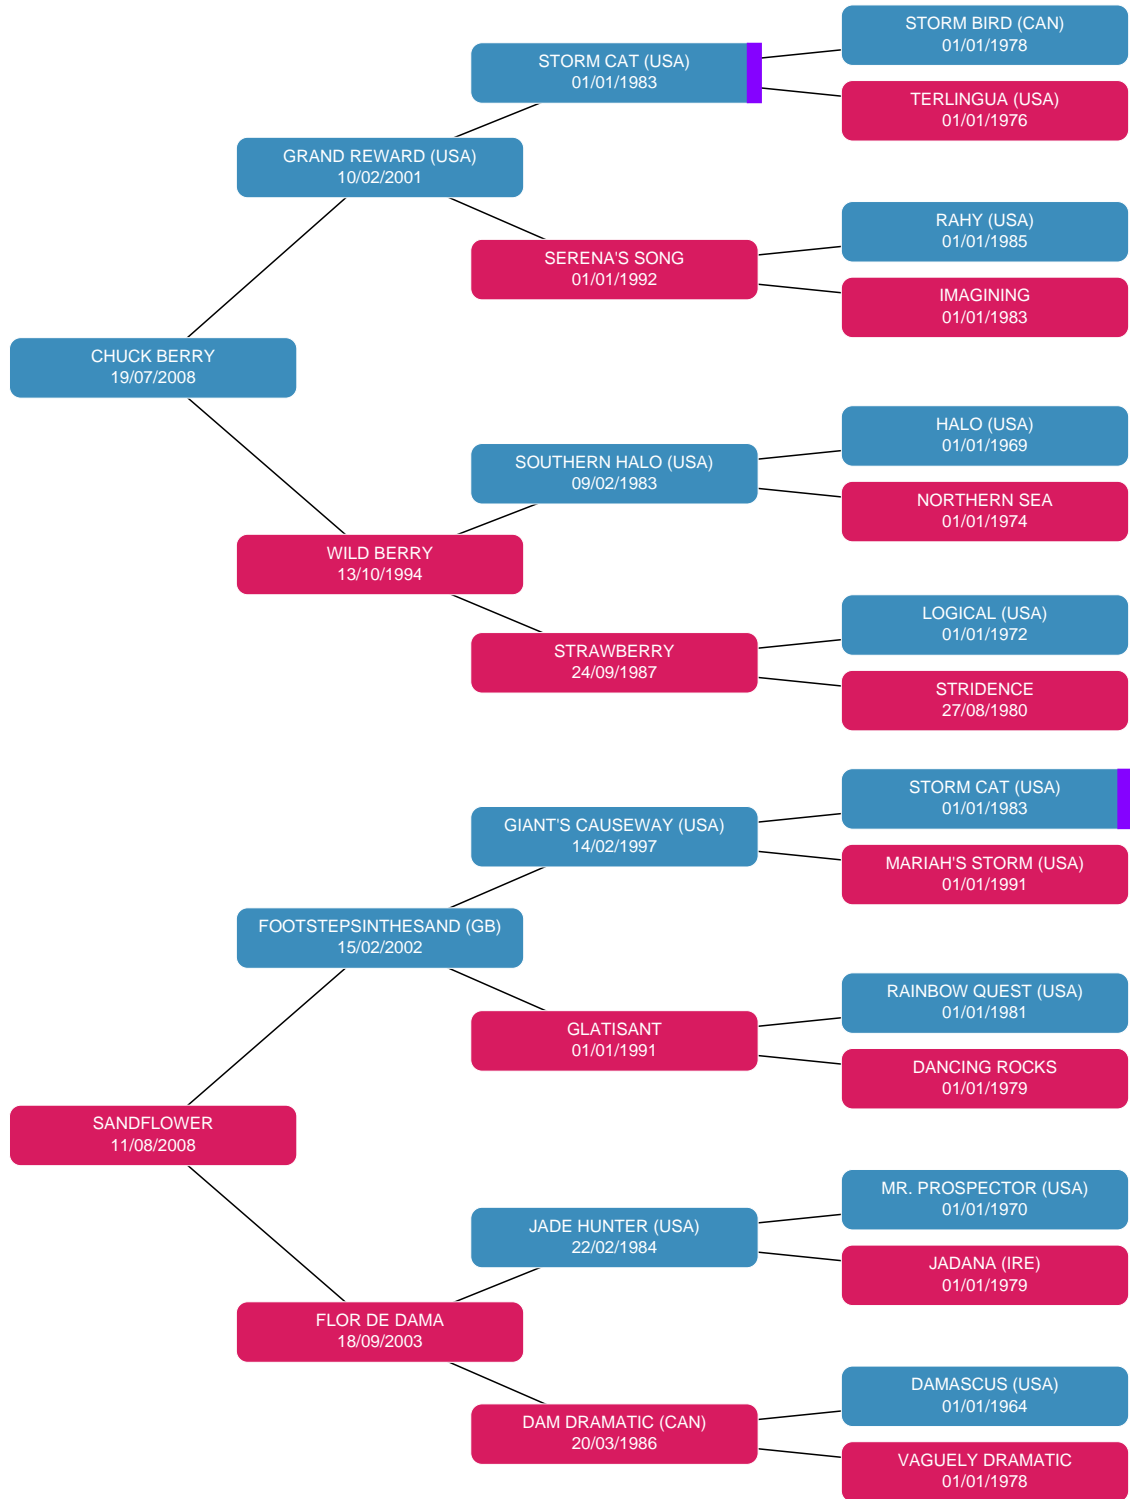 STORM BIRD (CAN)
01/01/1978
STORM CAT (USA)
01/01/1983
TERLINGUA (USA)
01/01/1976
GRAND REWARD (USA)
10/02/2001
RAHY (USA)
01/01/1985
SERENA'S SONG
01/01/1992
IMAGINING
01/01/1983
CHUCK BERRY
19/07/2008
HALO (USA)
01/01/1969
SOUTHERN HALO (USA)
09/02/1983
NORTHERN SEA
01/01/1974
WILD BERRY
13/10/1994
LOGICAL (USA)
01/01/1972
STRAWBERRY
24/09/1987
STRIDENCE
27/08/1980
STORM CAT (USA)
01/01/1983
GIANT'S CAUSEWAY (USA)
14/02/1997
MARIAH'S STORM (USA)
01/01/1991
FOOTSTEPSINTHESAND (GB)
15/02/2002
RAINBOW QUEST (USA)
01/01/1981
GLATISANT
01/01/1991
DANCING ROCKS
01/01/1979
SANDFLOWER
11/08/2008
MR. PROSPECTOR (USA)
01/01/1970
JADE HUNTER (USA)
22/02/1984
JADANA (IRE)
01/01/1979
FLOR DE DAMA
18/09/2003
DAMASCUS (USA)
01/01/1964
DAM DRAMATIC (CAN)
20/03/1986
VAGUELY DRAMATIC
01/01/1978